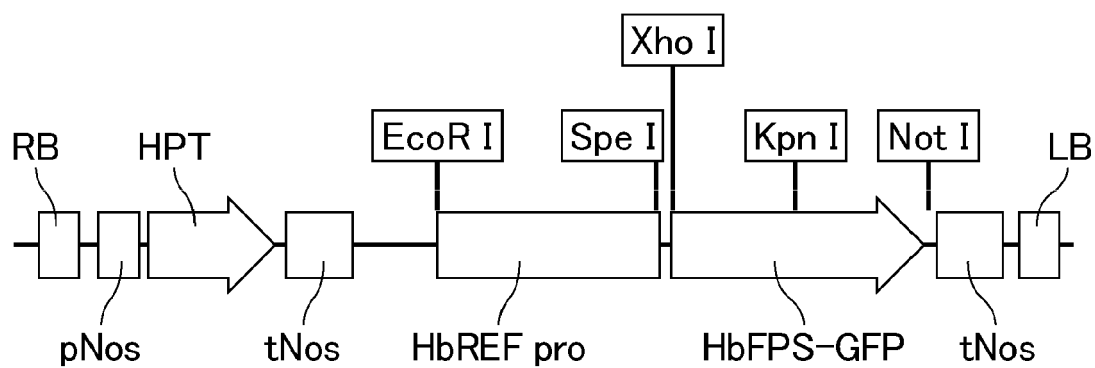 Xho I
EcoR I
Spe I
Kpn I
Not I
RB
HPT
LB
pNos
tNos
HbREF pro
HbFPS-GFP
tNos